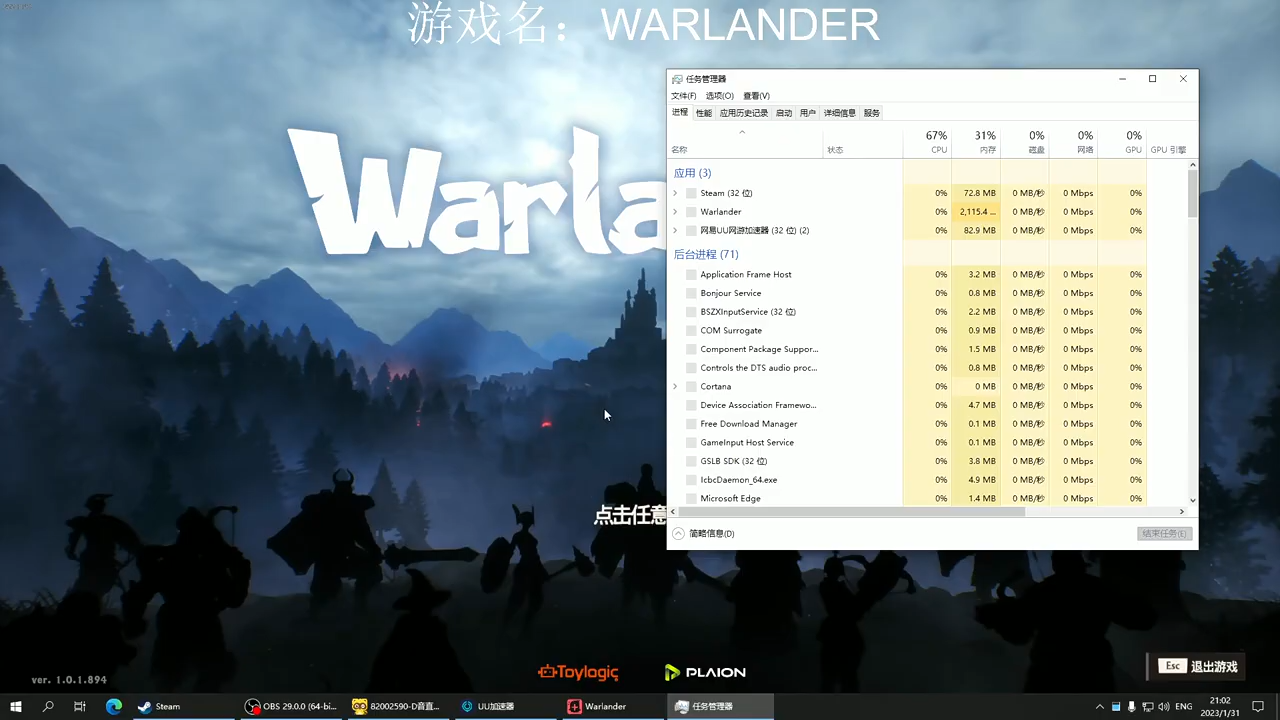 游戏名：WARLANDER
Warla
任务管理器
文件(F) 选项(O) 查看(V)
进程 性能 应用历史记录 启动 用户 详细信息 服务
67% 31% 0% 0% 0%
名称 状态 CPU 内存 磁盘 网络 GPU GPU 引擎
应用 (3)
Steam (32 位) 0% 72.8 MB 0 MB/秒 0 Mbps 0%
Warlander 0% 2,115.4 ... 0 MB/秒 0 Mbps 0%
网易UU网游加速器 (32 位) (2) 0% 82.9 MB 0 MB/秒 0 Mbps 0%
后台进程 (71)
Application Frame Host 0% 3.2 MB 0 MB/秒 0 Mbps 0%
Bonjour Service 0% 0.8 MB 0 MB/秒 0 Mbps 0%
BSZXInputService (32 位) 0% 2.2 MB 0 MB/秒 0 Mbps 0%
COM Surrogate 0% 0.9 MB 0 MB/秒 0 Mbps 0%
Component Package Suppor... 0% 1.5 MB 0 MB/秒 0 Mbps 0%
Controls the DTS audio proc... 0% 0.8 MB 0 MB/秒 0 Mbps 0%
Cortana 0% 0 MB 0 MB/秒 0 Mbps 0%
Device Association Framewo... 0% 4.7 MB 0 MB/秒 0 Mbps 0%
Free Download Manager 0% 0.1 MB 0 MB/秒 0 Mbps 0%
GameInput Host Service 0% 0.1 MB 0 MB/秒 0 Mbps 0%
GSLB SDK (32 位) 0% 3.8 MB 0 MB/秒 0 Mbps 0%
IcbcDaemon_64.exe 0% 4.9 MB 0 MB/秒 0 Mbps 0%
Microsoft Edge 0% 1.4 MB 0 MB/秒 0 Mbps 0%
点击任意
简略信息(D) 结束任务(E)
Toylogic PLAION
Esc 退出游戏
ver. 1.0.1.894
Steam OBS 29.0.0 (64-bi... 82002590-D音直... UU加速器 Warlander 任务管理器 ENG
21:02
2023/1/31